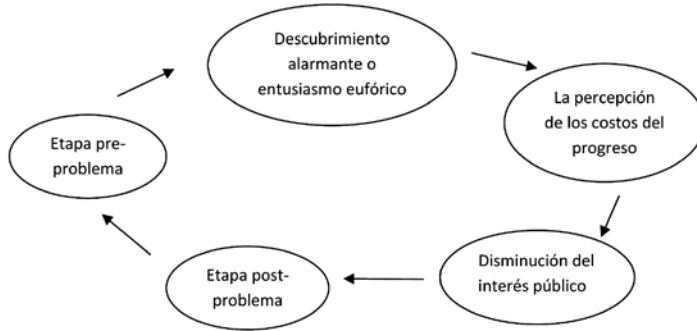 Descubrimiento
alarmante o
entusiasmo eufórico
La percepción
de los costos del
progreso
Etapa pre-
problema
Disminución del
interés público
Etapa post-
problema